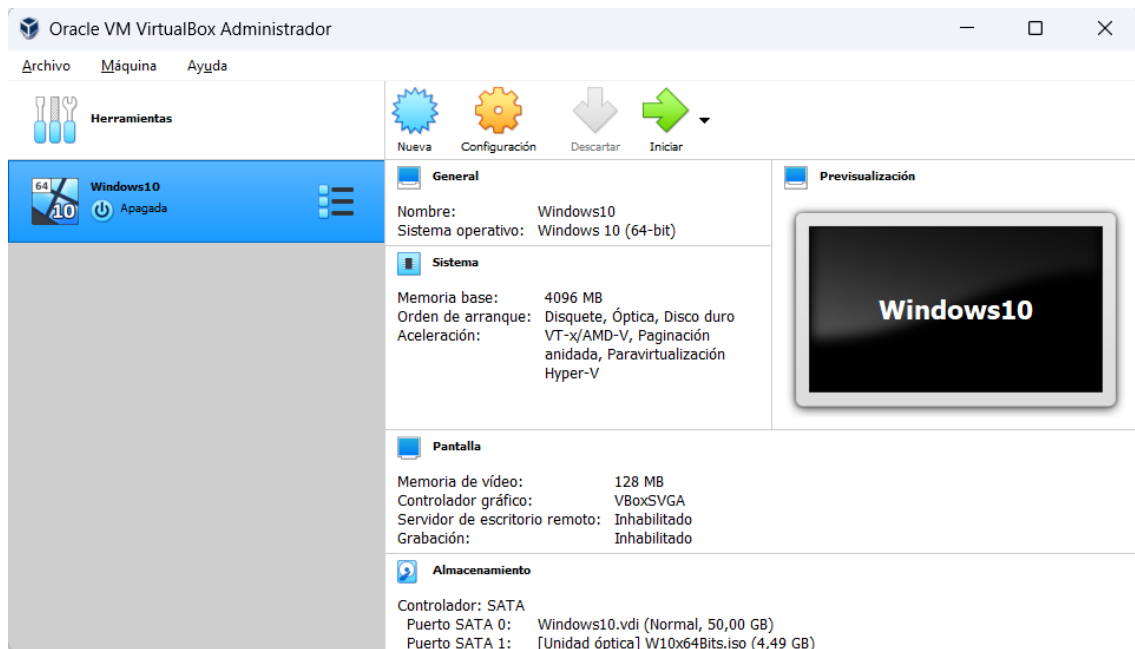 Oracle VM VirtualBox Administrador
Archivo Máquina Ayuda
Herramientas
Nueva Configuración Descartar Iniciar
64
10
Windows10
Apagada
General
Nombre: Windows10
Sistema operativo: Windows 10 (64-bit)
Previsualización
Windows10
Sistema
Memoria base: 4096 MB
Orden de arranque: Disquete, Óptica, Disco duro
Aceleración: VT-x/AMD-V, Paginación
anidada, Paravirtualización
Hyper-V
Pantalla
Memoria de vídeo: 128 MB
Controlador gráfico: VBoxSVGA
Servidor de escritorio remoto: Inhabilitado
Grabación: Inhabilitado
Almacenamiento
Controlador: SATA
Puerto SATA 0: Windows10.vdi (Normal, 50,00 GB)
Puerto SATA 1: [Unidad óptica] W10x64Bits.iso (4,49 GB)